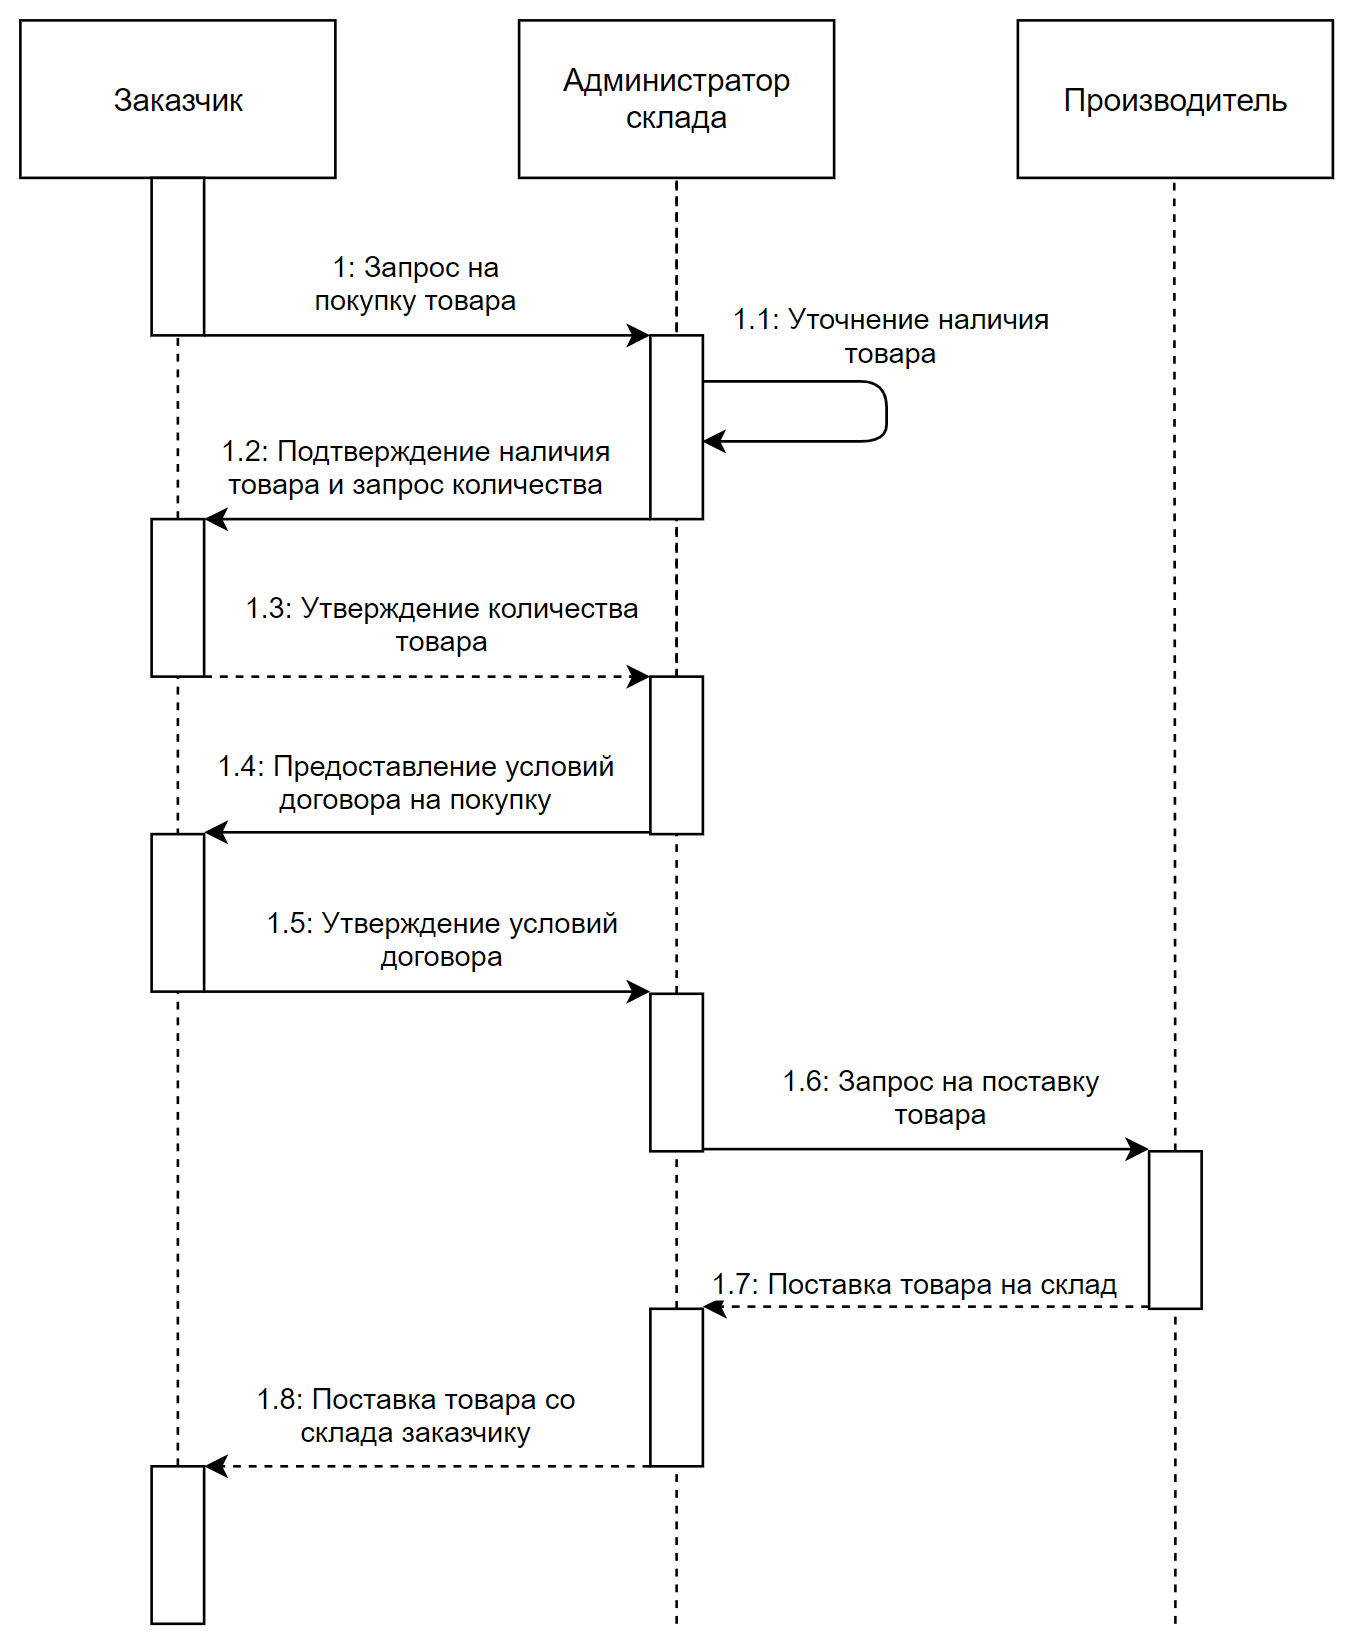 Заказчик
Администратор
склада
Производитель
1: Запрос на
покупку товара
1.1: Уточнение наличия
товара
1.2: Подтверждение наличия
товара и запрос количества
1.3: Утверждение количества
товара
1.4: Предоставление условий
договора на покупку
1.5: Утверждение условий
договора
1.6: Запрос на поставку
товара
1.7: Поставка товара на склад
1.8: Поставка товара со
склада заказчику